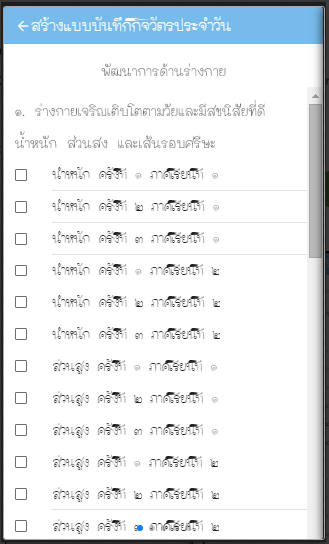 สร้างแบบบันทึกกิจวัตรประจำวัน
พัฒนาการด้านร่างกาย
๑. ร่างกายเจริญเติบโตตามวัยและมีสุขนิสัยที่ดี
น้ำหนัก ส่วนสูง และเส้นรอบศรีษะ
น้ำหนัก ครั้งที่ ๑ ภาคเรียนที่ ๑
น้ำหนัก ครั้งที่ ๒ ภาคเรียนที่ ๑
น้ำหนัก ครั้งที่ ๓ ภาคเรียนที่ ๑
น้ำหนัก ครั้งที่ ๑ ภาคเรียนที่ ๒
น้ำหนัก ครั้งที่ ๒ ภาคเรียนที่ ๒
น้ำหนัก ครั้งที่ ๓ ภาคเรียนที่ ๒
ส่วนสูง ครั้งที่ ๑ ภาคเรียนที่ ๑
ส่วนสูง ครั้งที่ ๒ ภาคเรียนที่ ๑
ส่วนสูง ครั้งที่ ๓ ภาคเรียนที่ ๑
ส่วนสูง ครั้งที่ ๑ ภาคเรียนที่ ๒
ส่วนสูง ครั้งที่ ๒ ภาคเรียนที่ ๒
ส่วนสูง ครั้งที่ ภาคเรียนที่ ๒